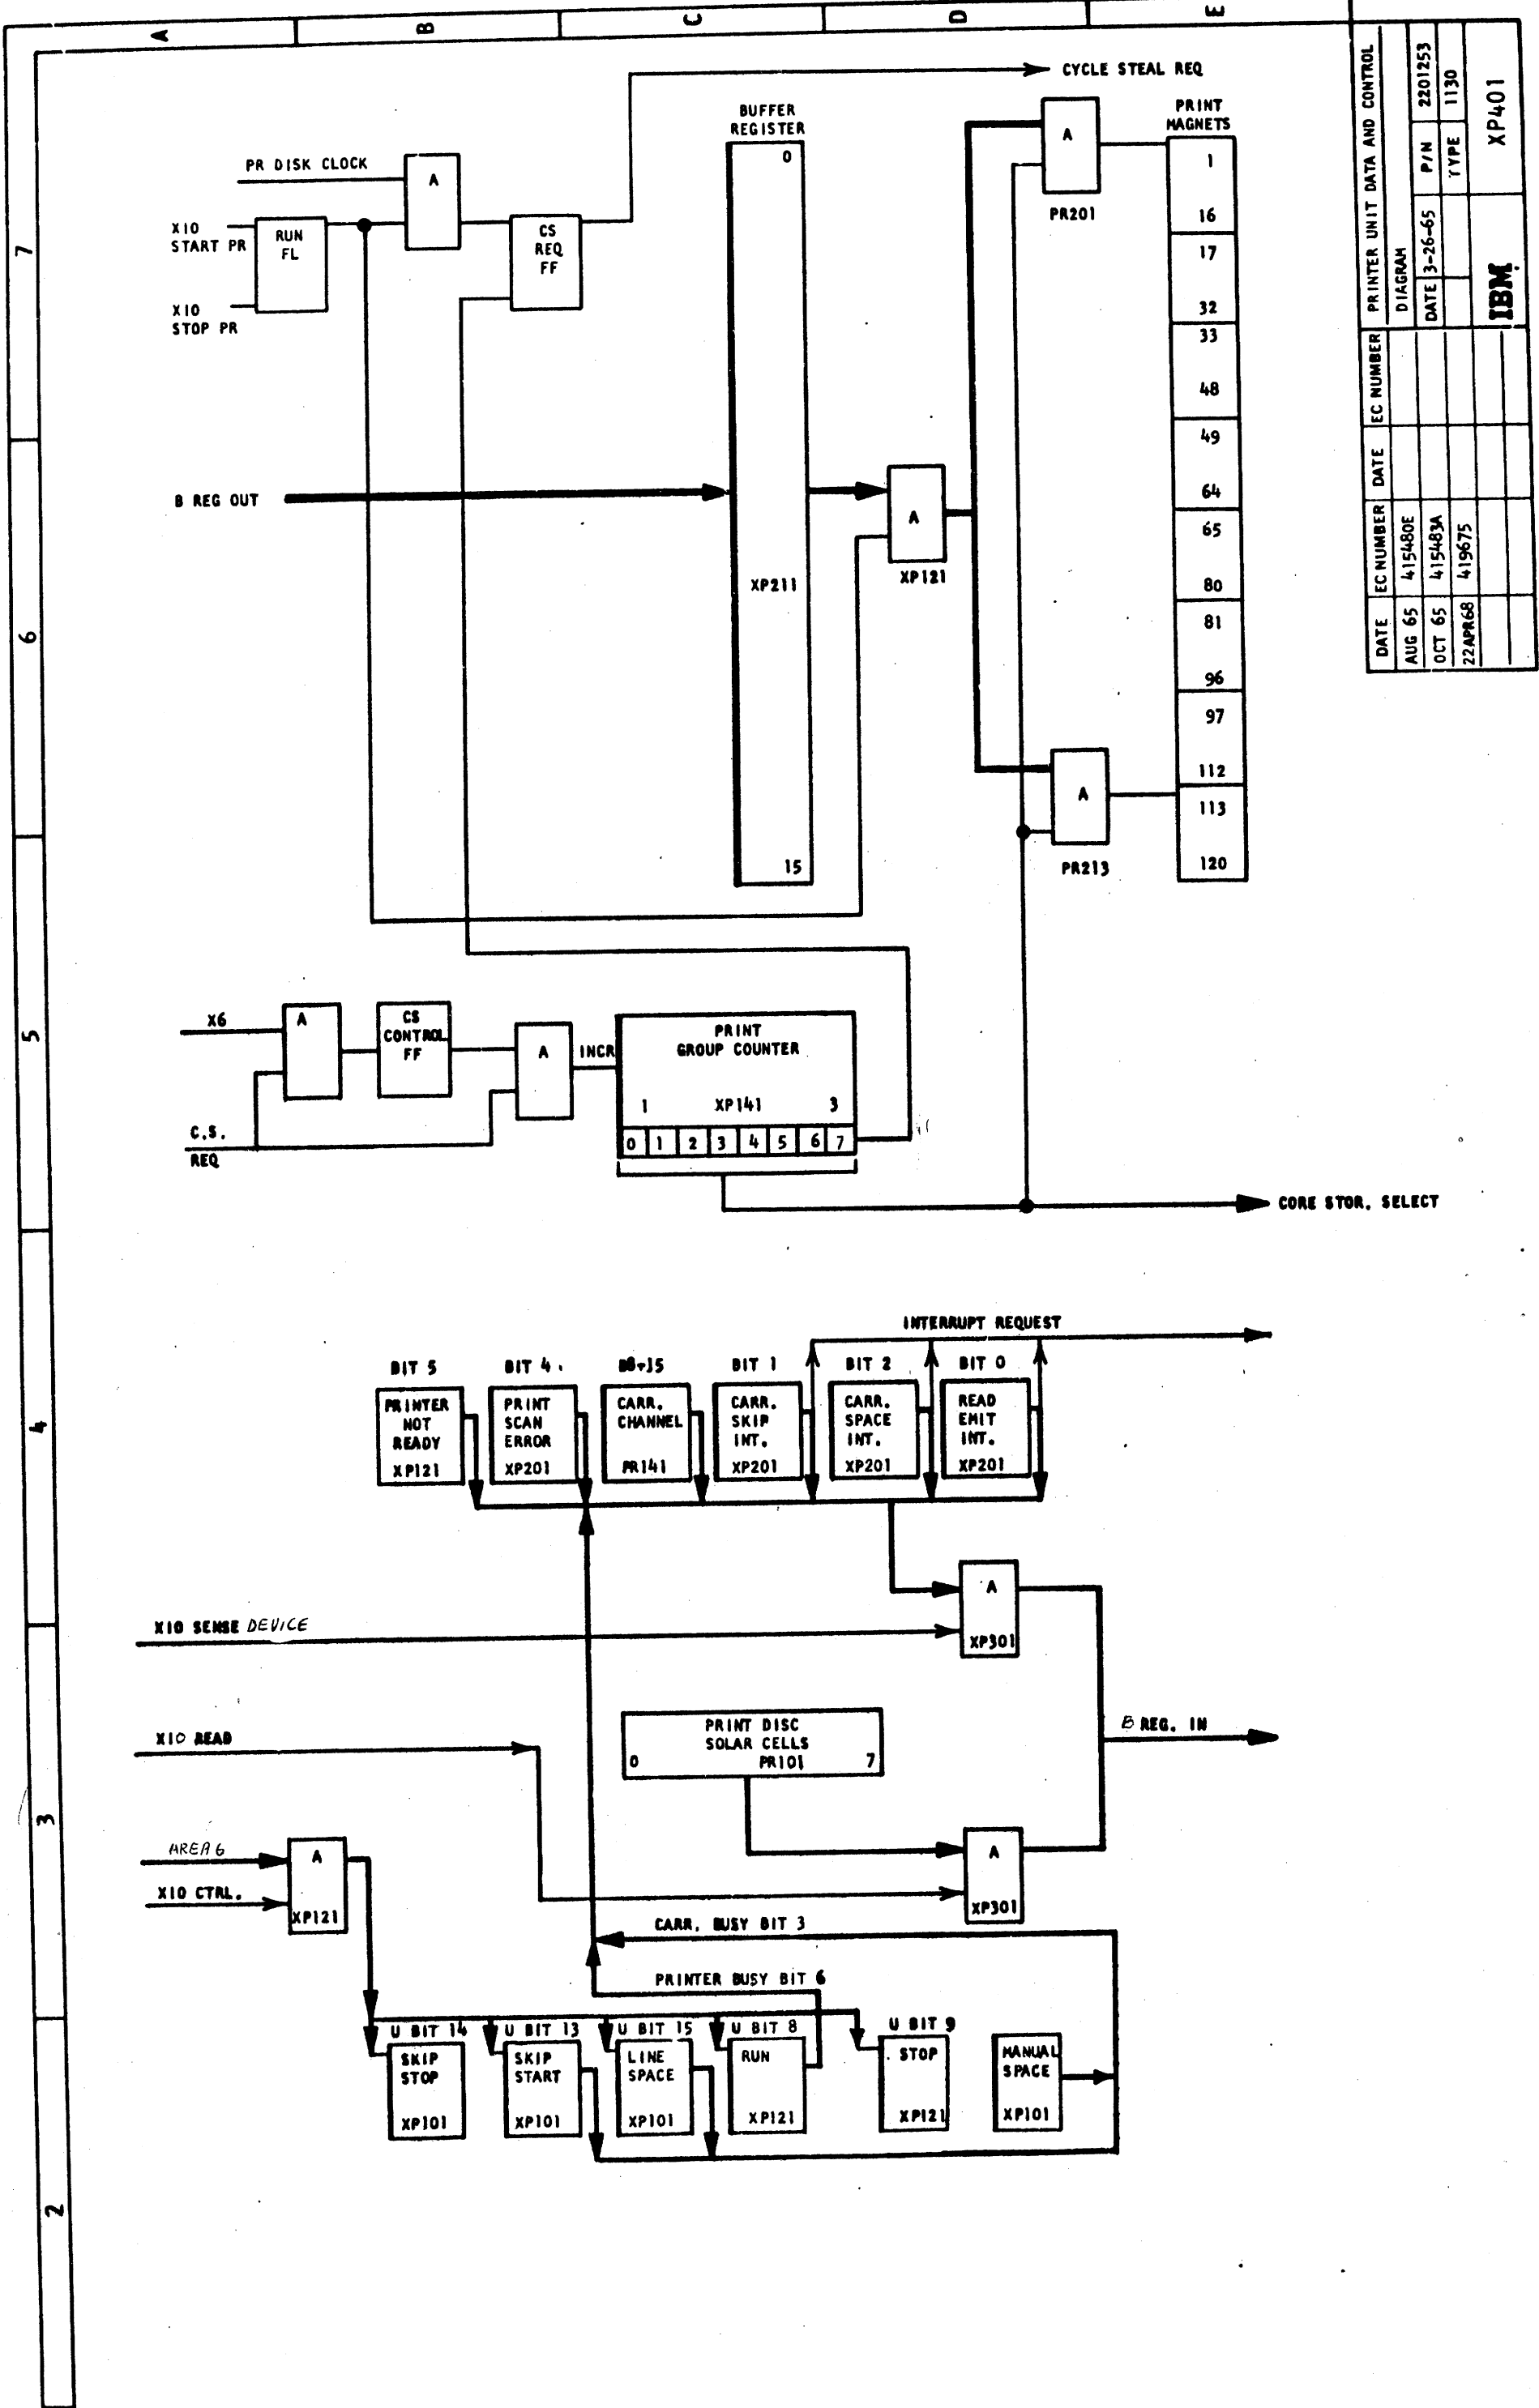 A
B
C
D
E
7
6
5
4
3
2
CYCLE STEAL REQ
PR DISK CLOCK
A
XIO
START PR
RUN
FL
XIO
STOP PR
CS
REQ
FF
BUFFER
REGISTER
0
XP211
15
B REG OUT
A
XP121
A
PR201
A
PR213
PRINT
MAGNETS
1
16
17
32
33
48
49
64
65
80
81
96
97
112
113
120
X6
A
CS
CONTROL
FF
A
INCR
C.S.
REQ
PRINT
GROUP COUNTER
1 XP141 3
0 1 2 3 4 5 6 7
CORE STOR. SELECT
INTERRUPT REQUEST
BIT 5
PRINTER
NOT
READY
XP121
BIT 4
PRINT
SCAN
ERROR
XP201
CARR.
CHANNEL
PR141
BIT 1
CARR.
SKIP
INT.
XP201
BIT 2
CARR.
SPACE
INT.
XP201
BIT 0
READ
EMIT
INT.
XP201
XIO SENSE DEVICE
A
XP301
XIO READ
PRINT DISC
SOLAR CELLS
0 PR101 7
B REG. IN
A
XP301
AREA 6
XIO CTRL.
A
XP121
CARR. BUSY BIT 3
PRINTER BUSY BIT 6
U BIT 14
SKIP
STOP
XP101
U BIT 13
SKIP
START
XP101
U BIT 15
LINE
SPACE
XP101
U BIT 8
RUN
XP121
U BIT 9
STOP
XP121
MANUAL
SPACE
XP101
DATE EC NUMBER DATE EC NUMBER PRINTER UNIT DATA AND CONTROL
AUG 65 415480E DIAGRAM
OCT 65 415483A DATE 3-26-65 P/N 2201253
22APR68 419675 TYPE 1130
IBM XP401